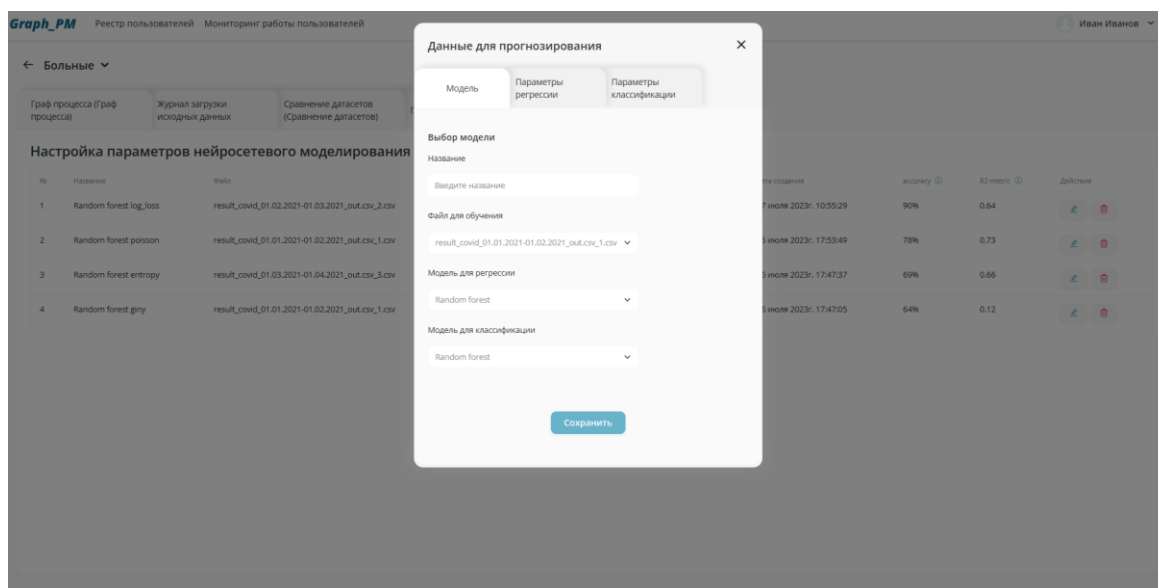 Graph_PM Реестр пользователей Мониторинг работы пользователей Иван Иванов
Данные для прогнозирования
← Больные
Модель
Параметры регрессии
Параметры классификации
Граф процесса (Граф процесса)
Журнал загрузки исходных данных
Сравнение датасетов (Сравнение датасетов)
Выбор модели
Настройка параметров нейросетевого моделирования
Название
№ Название Файл создания accuracy R2-metric Действия
Введите название
1 Random forest log_loss result_covid_01.02.2021-01.03.2021_out.csv_2.csv июля 2023г. 10:55:29 90% 0.64
Файл для обучения
2 Random forest poisson result_covid_01.01.2021-01.02.2021_out.csv_1.csv июля 2023г. 17:53:49 78% 0.73
result_covid_01.01.2021-01.02.2021_out.csv_1.csv
Модель для регрессии
3 Random forest entropy result_covid_01.03.2021-01.04.2021_out.csv_3.csv июля 2023г. 17:47:37 69% 0.66
Random forest
4 Random forest giny result_covid_01.01.2021-01.02.2021_out.csv_1.csv июля 2023г. 17:47:05 64% 0.12
Модель для классификации
Random forest
Сохранить